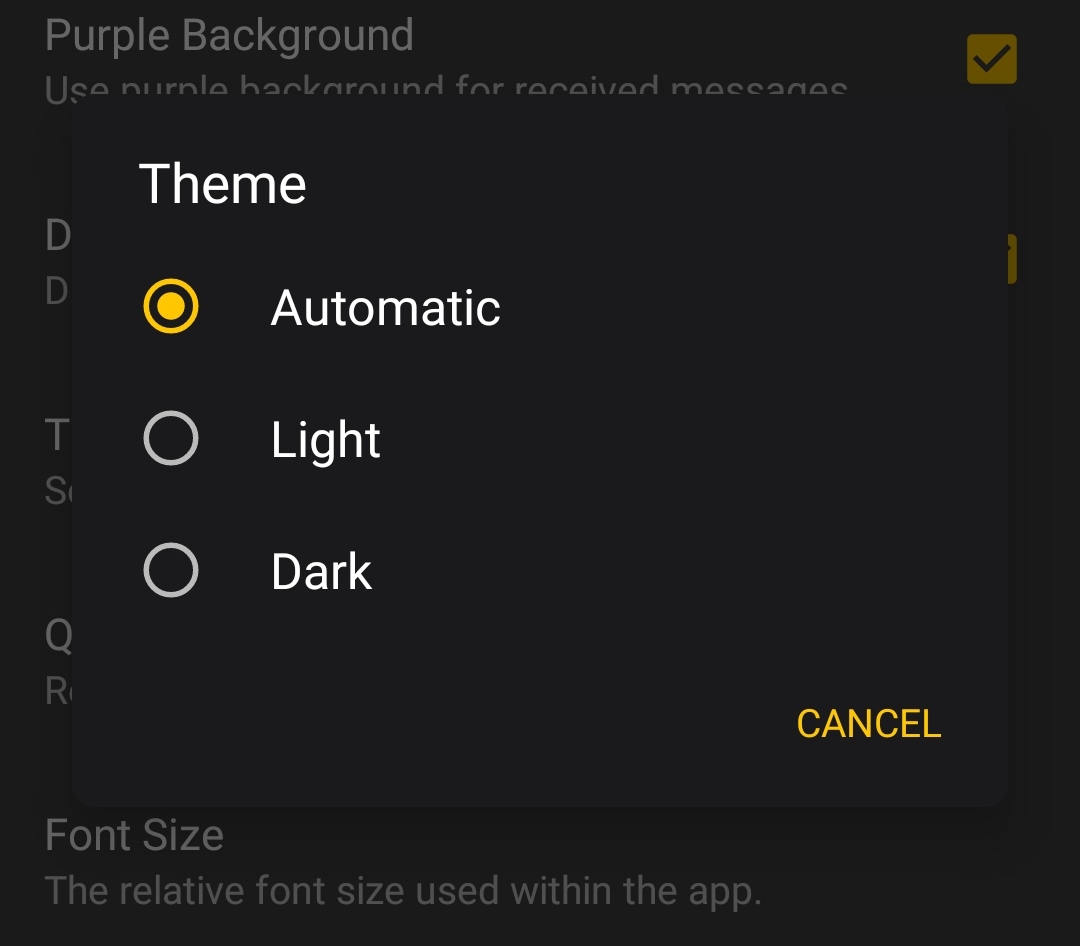 Purple Background
Use purple background for received messages
Theme
Automatic
Light
Dark
CANCEL
Font Size
The relative font size used within the app.